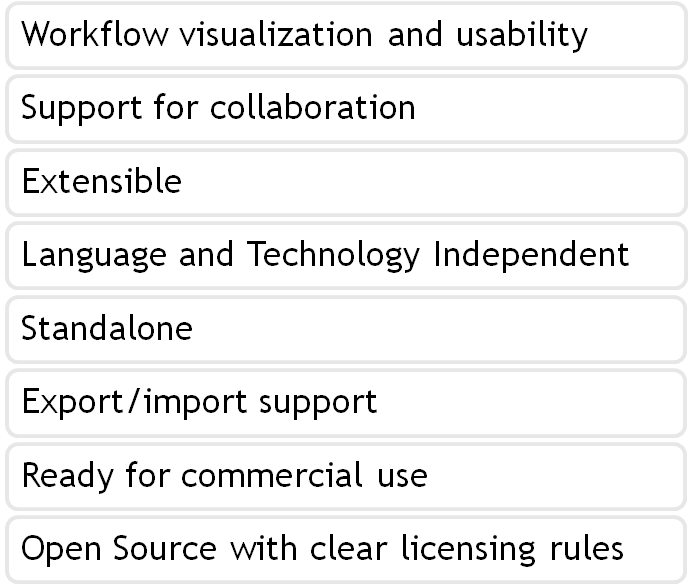 Workflow visualization and usability
Support for collaboration
Extensible
Language and Technology Independent
Standalone
Export/import support
Ready for commercial use
Open Source with clear licensing rules